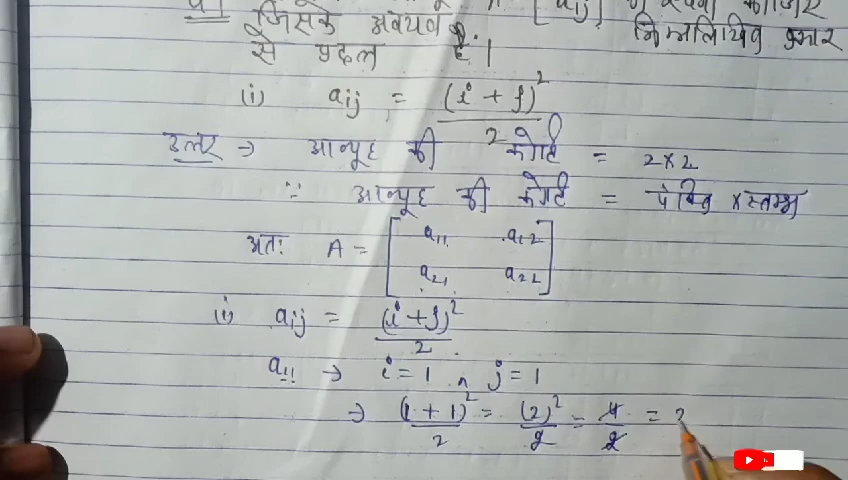 [aij]
जिसके अवयव निम्नलिखित प्रकार
से प्रदत्त हैं।
(i) aij = (i + j)² / 2
उत्तर → आव्यूह की कोटि = 2 × 2
∵ आव्यूह की कोटि = पंक्ति × स्तम्भ
अतः A = [a11 a12
a21 a22]
(i) aij = (i + j)² / 2
a11 → i = 1, j = 1
→ (1 + 1)² / 2 = (2)² / 2 = 4 / 2 = 2